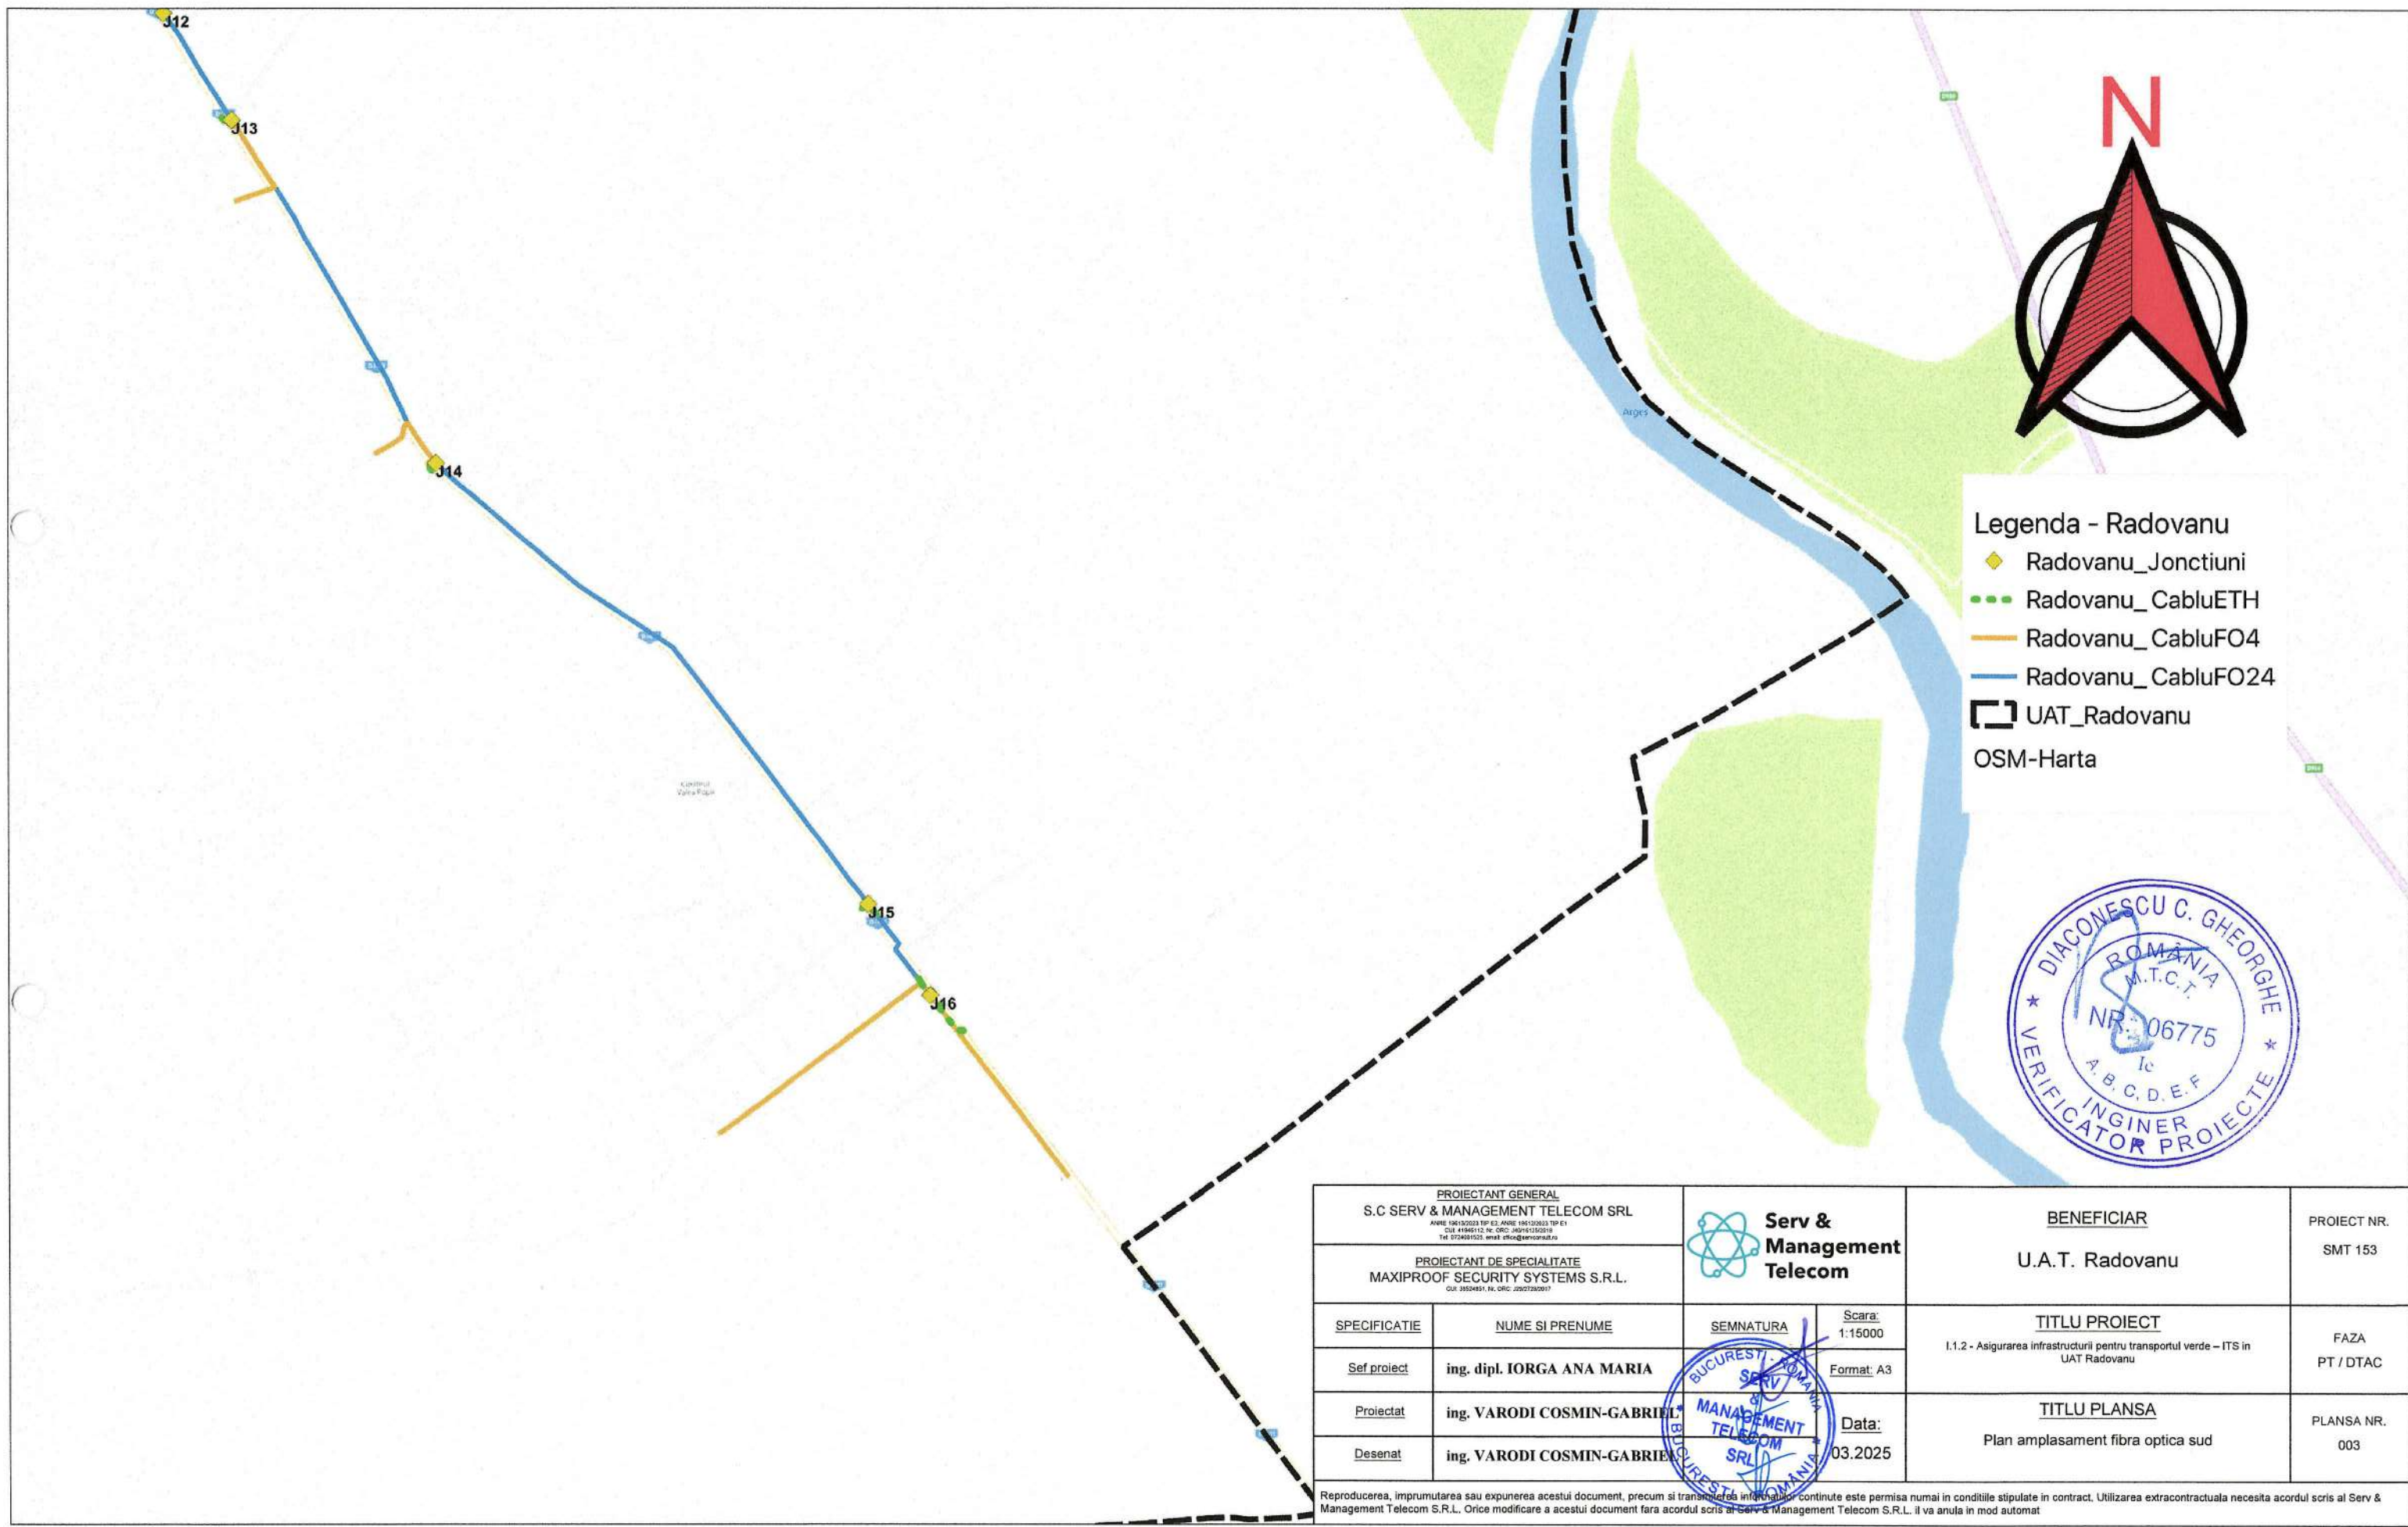 J12
J13
J14
J15
J16
Argeș
N
Legenda - Radovanu
Radovanu_Jonctiuni
Radovanu_CabluETH
Radovanu_CabluFO4
Radovanu_CabluFO24
UAT_Radovanu
OSM-Harta
DIACONESCU C. GHEORGHE
ROMÂNIA
M.T.C.T.
NR. 06775
Ic
A. B. C. D. E. F
INGINER
VERIFICATOR PROIECTE
PROIECTANT GENERAL
S.C SERV & MANAGEMENT TELECOM SRL
PROIECTANT DE SPECIALITATE
MAXIPROOF SECURITY SYSTEMS S.R.L.
Serv &
Management
Telecom
BENEFICIAR
U.A.T. Radovanu
PROIECT NR.
SMT 153
SPECIFICATIE
NUME SI PRENUME
SEMNATURA
Scara:
1:15000
TITLU PROIECT
I.1.2 - Asigurarea infrastructurii pentru transportul verde – ITS in
UAT Radovanu
FAZA
PT / DTAC
Sef proiect
ing. dipl. IORGA ANA MARIA
Format: A3
Proiectat
ing. VARODI COSMIN-GABRIEL
Data:
03.2025
TITLU PLANSA
Plan amplasament fibra optica sud
PLANSA NR.
003
Desenat
ing. VARODI COSMIN-GABRIEL
BUCURESTI - ROMANIA
SERV
&
MANAGEMENT
TELECOM
SRL
BUCURESTI - ROMÂNIA
Reproducerea, imprumutarea sau expunerea acestui document, precum si transmiterea informatiilor continute este permisa numai in conditiile stipulate in contract. Utilizarea extracontractuala necesita acordul scris al Serv &
Management Telecom S.R.L. Orice modificare a acestui document fara acordul scris al Serv & Management Telecom S.R.L. il va anula in mod automat